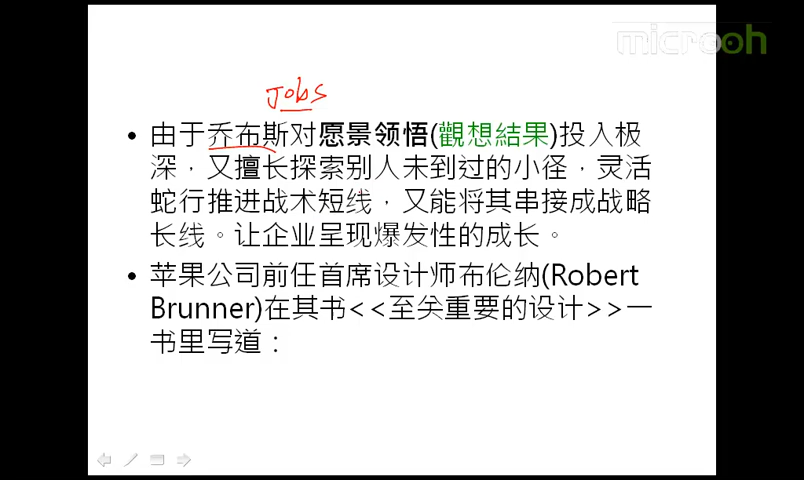 microoh
Jobs
• 由于乔布斯对愿景领悟(觀想結果)投入极
深，又擅长探索别人未到过的小径，灵活
蛇行推进战术短线，又能将其串接成战略
长线。让企业呈现爆发性的成长。
• 苹果公司前任首席设计师布伦纳(Robert
Brunner)在其书<<至关重要的设计>>一
书里写道：